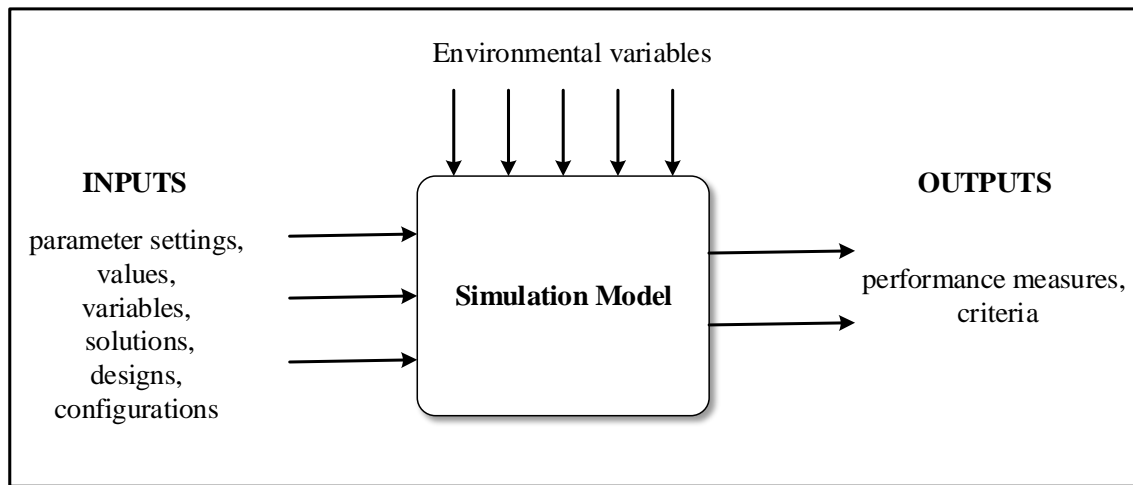 Environmental variables
INPUTS
parameter settings,
values,
variables,
solutions,
designs,
configurations
Simulation Model
OUTPUTS
performance measures,
criteria